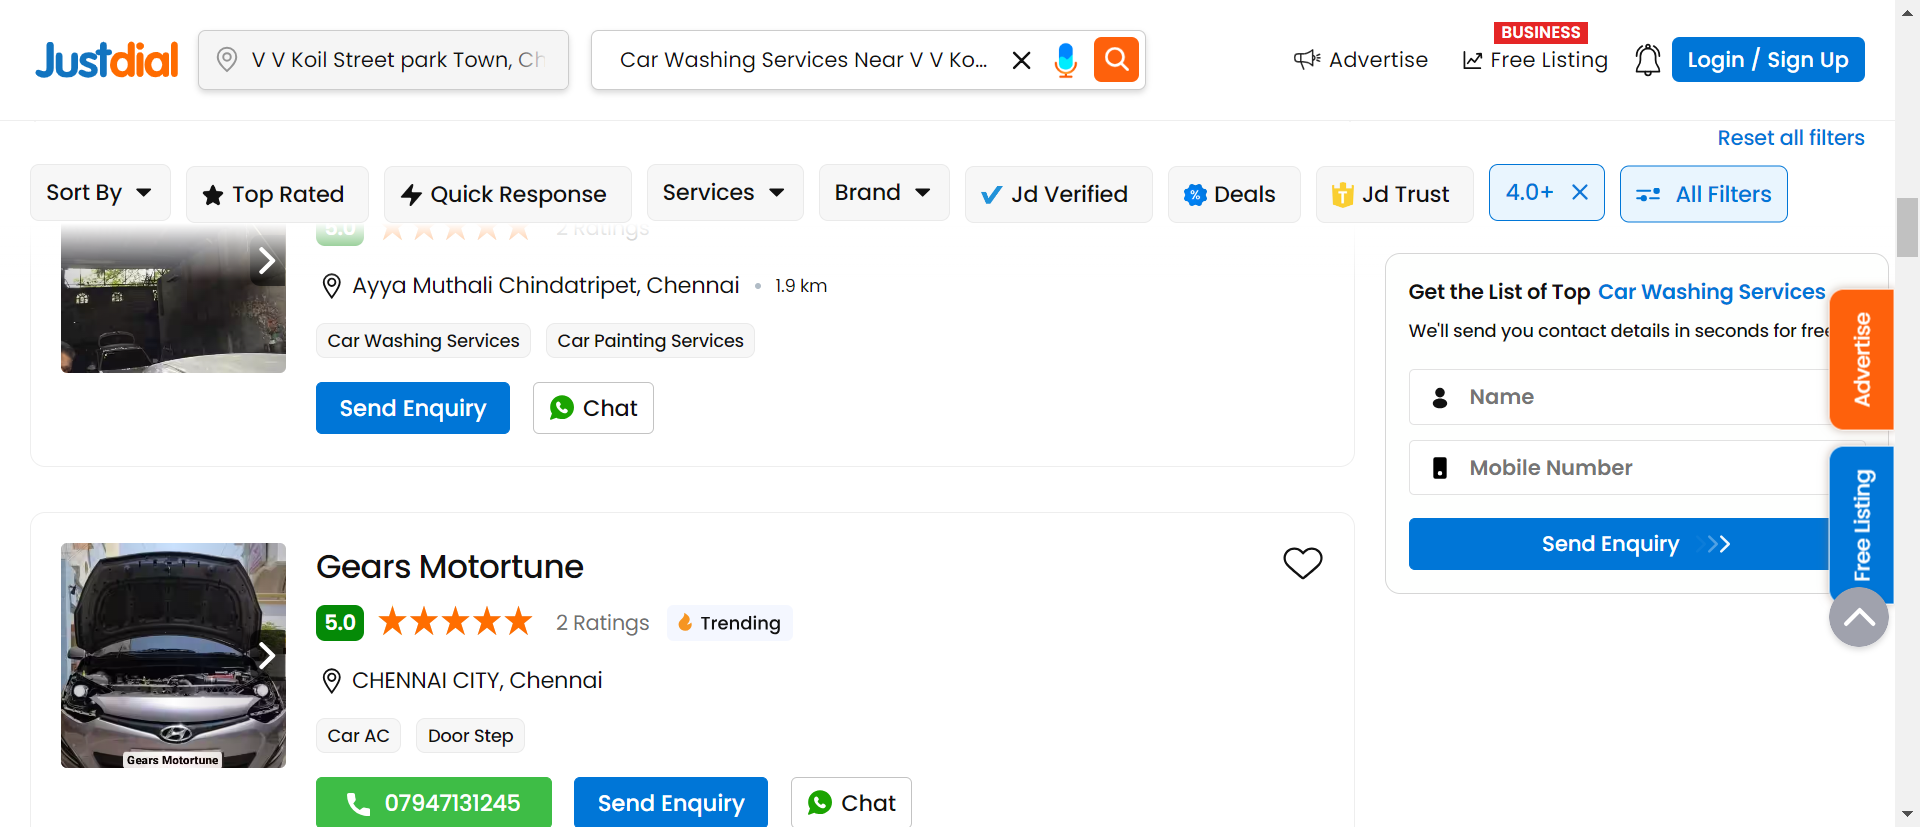 BUSINESS
Justdial
V V Koil Street park Town, Ch
Car Washing Services Near V V Ko...
Advertise
Free Listing
Login / Sign Up
Reset all filters
Sort By
Top Rated
Quick Response
Services
Brand
Jd Verified
Deals
Jd Trust
4.0+
All Filters
5.0 2 Ratings
Ayya Muthali Chindatripet, Chennai • 1.9 km
Car Washing Services
Car Painting Services
Send Enquiry
Chat
Gears Motortune
5.0 2 Ratings Trending
CHENNAI CITY, Chennai
Car AC
Door Step
Gears Motortune
07947131245
Send Enquiry
Chat
Get the List of Top Car Washing Services
We'll send you contact details in seconds for free
Name
Mobile Number
Send Enquiry
Advertise
Free Listing